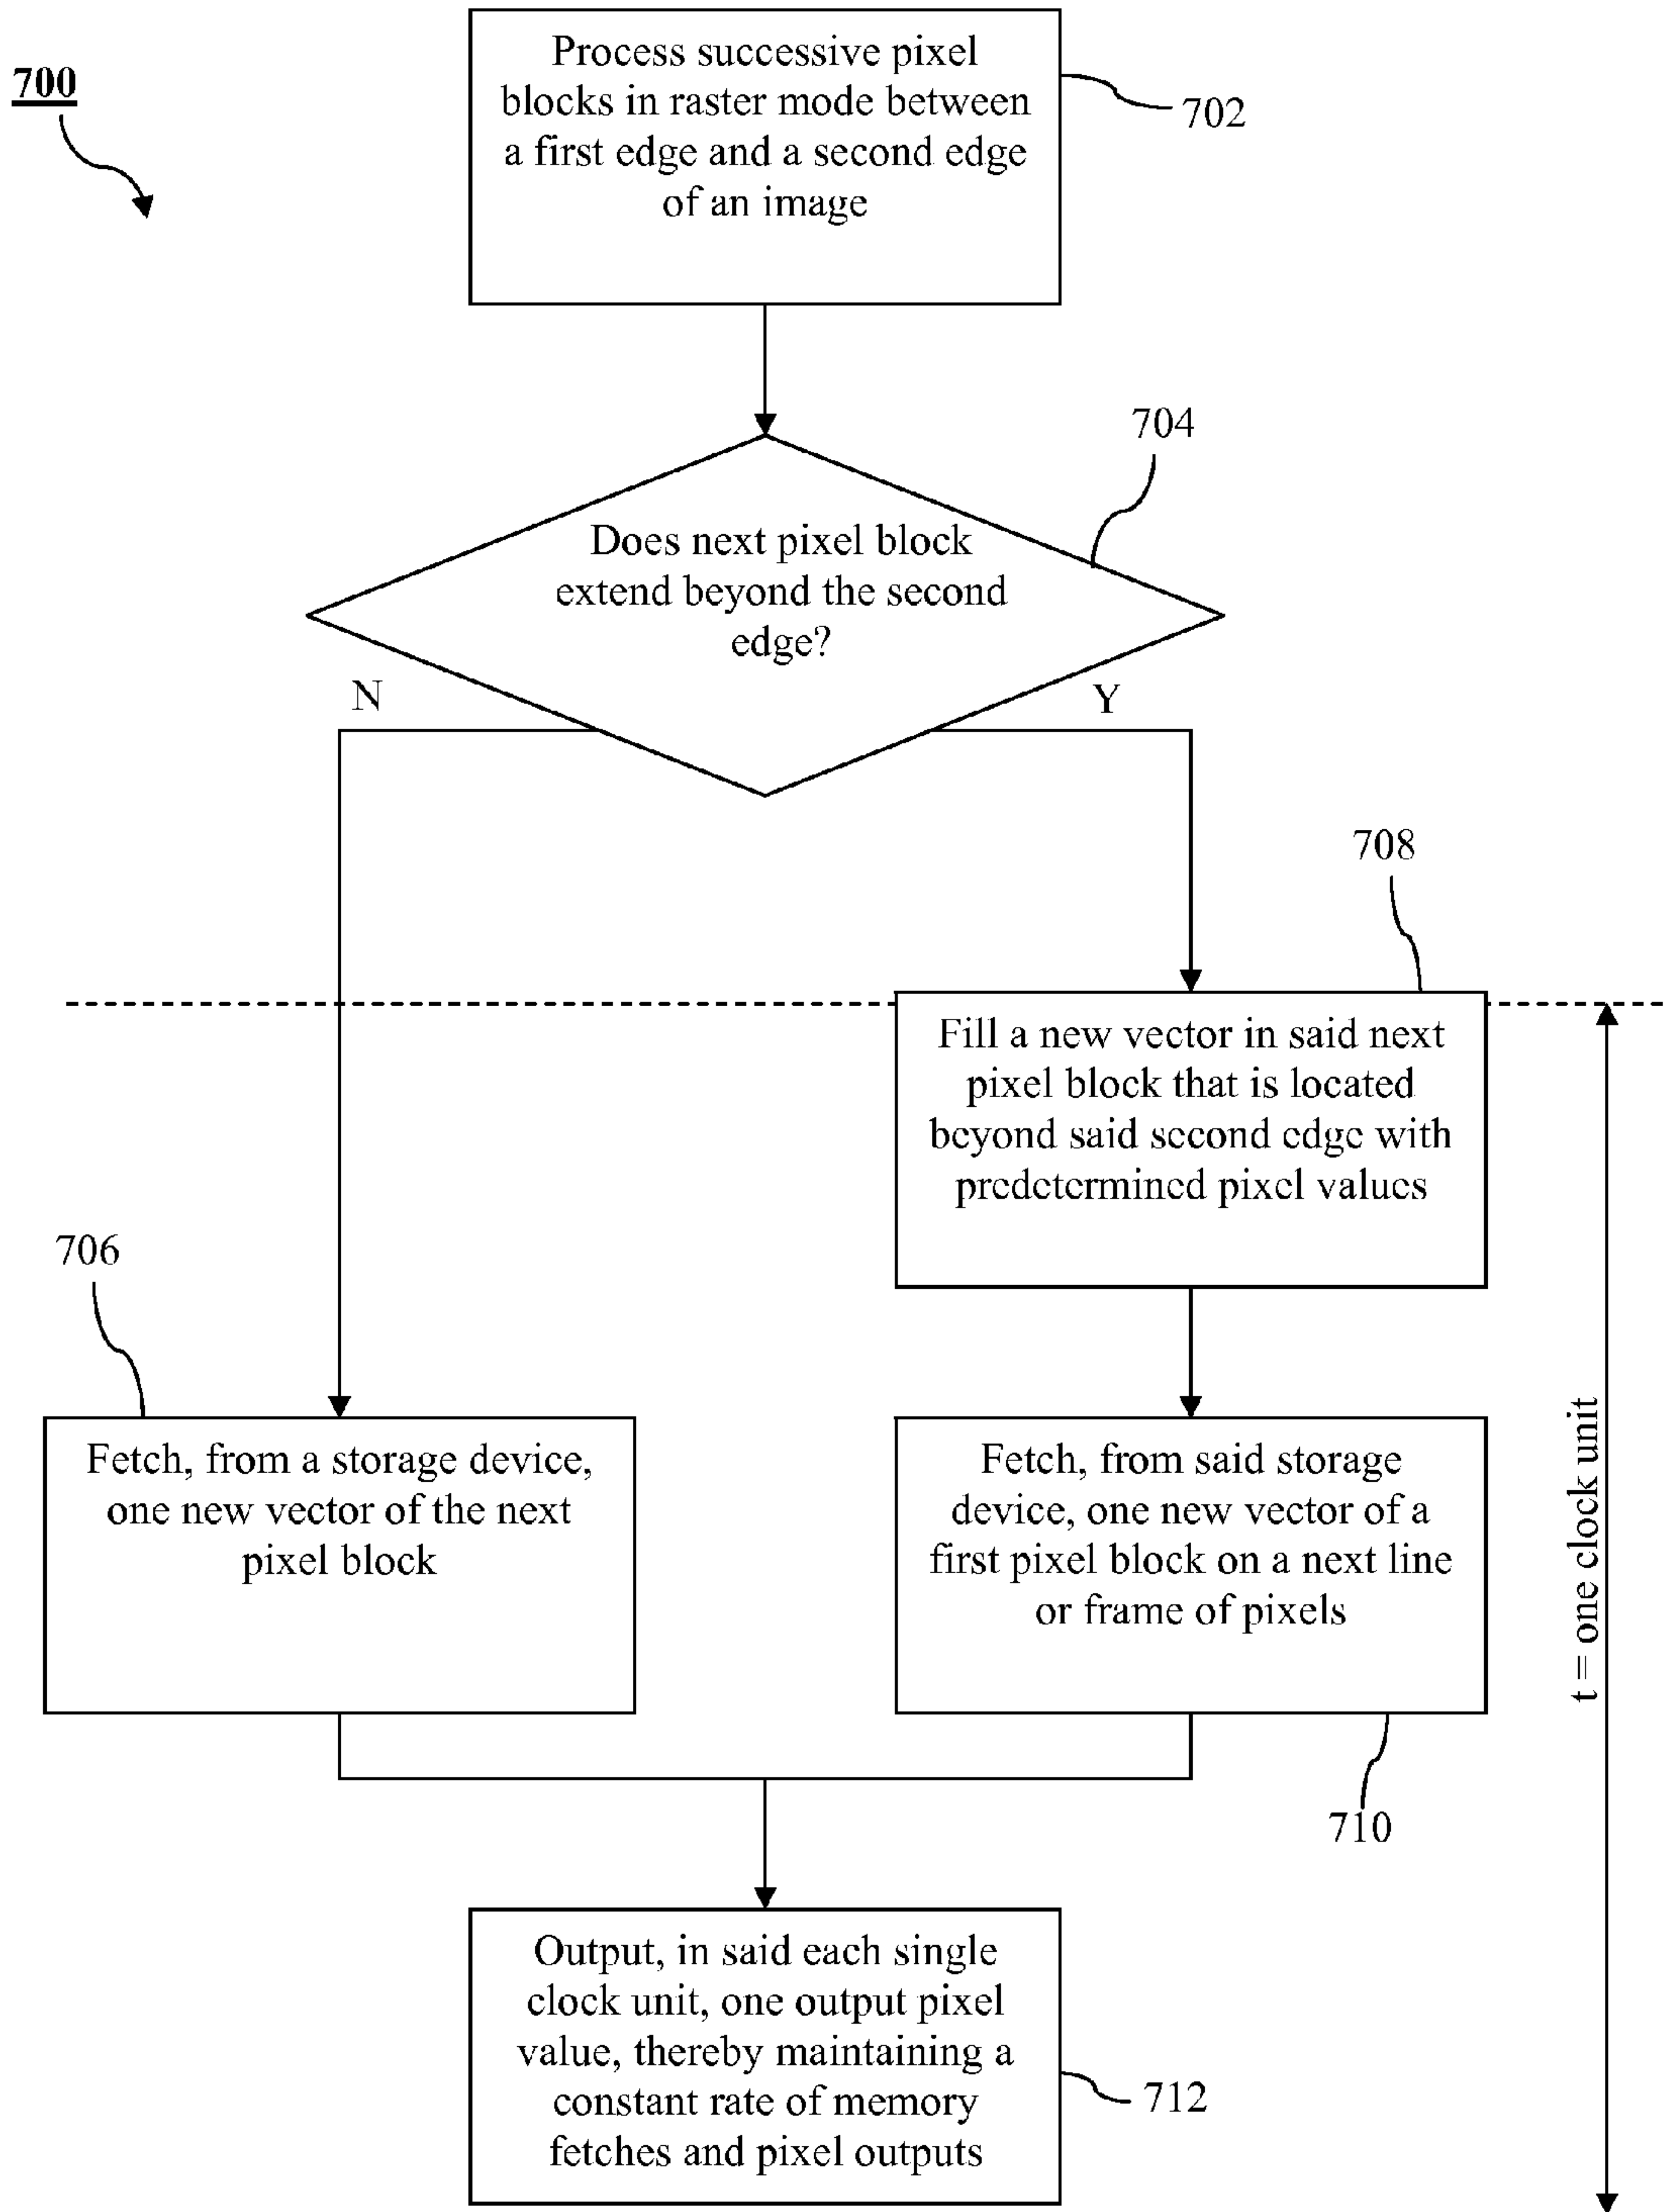 700
Process successive pixel
blocks in raster mode between
a first edge and a second edge
of an image
702
704
Does next pixel block
extend beyond the second
edge?
N
Y
708
Fill a new vector in said next
pixel block that is located
beyond said second edge with
predetermined pixel values
706
Fetch, from a storage device,
one new vector of the next
pixel block
Fetch, from said storage
device, one new vector of a
first pixel block on a next line
or frame of pixels
t = one clock unit
710
Output, in said each single
clock unit, one output pixel
value, thereby maintaining a
constant rate of memory
fetches and pixel outputs
712